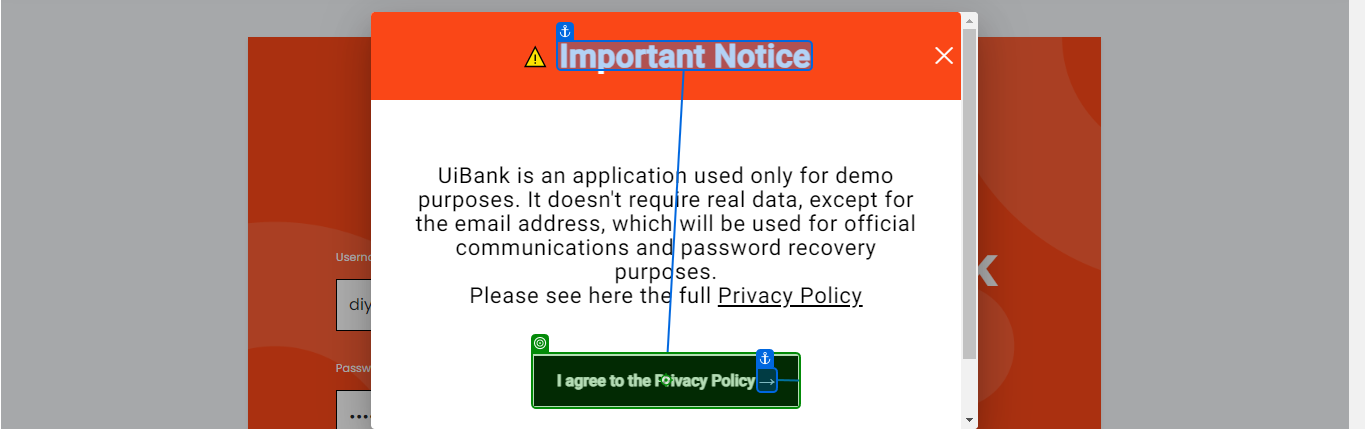 Important Notice
UiBank is an application used only for demo
purposes. It doesn't require real data, except for
the email address, which will be used for official
communications and password recovery
purposes.
Please see here the full Privacy Policy
I agree to the Privacy Policy →
diy